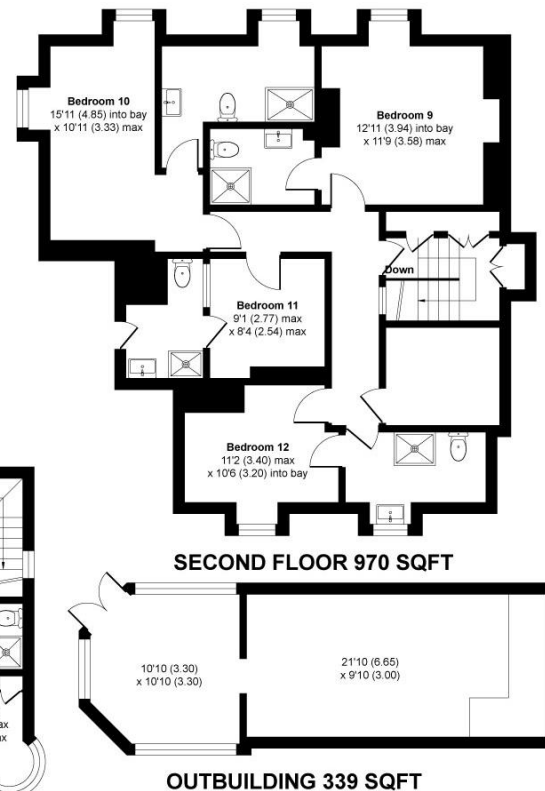 Bedroom 10
15'11 (4.85) into bay
x 10'11 (3.33) max
Bedroom 9
12'11 (3.94) into bay
x 11'9 (3.58) max
Down
Bedroom 11
9'1 (2.77) max
x 8'4 (2.54) max
Bedroom 12
11'2 (3.40) max
x 10'6 (3.20) into bay
SECOND FLOOR 970 SQFT
10'10 (3.30)
x 10'10 (3.30)
21'10 (6.65)
x 9'10 (3.00)
OUTBUILDING 339 SQFT